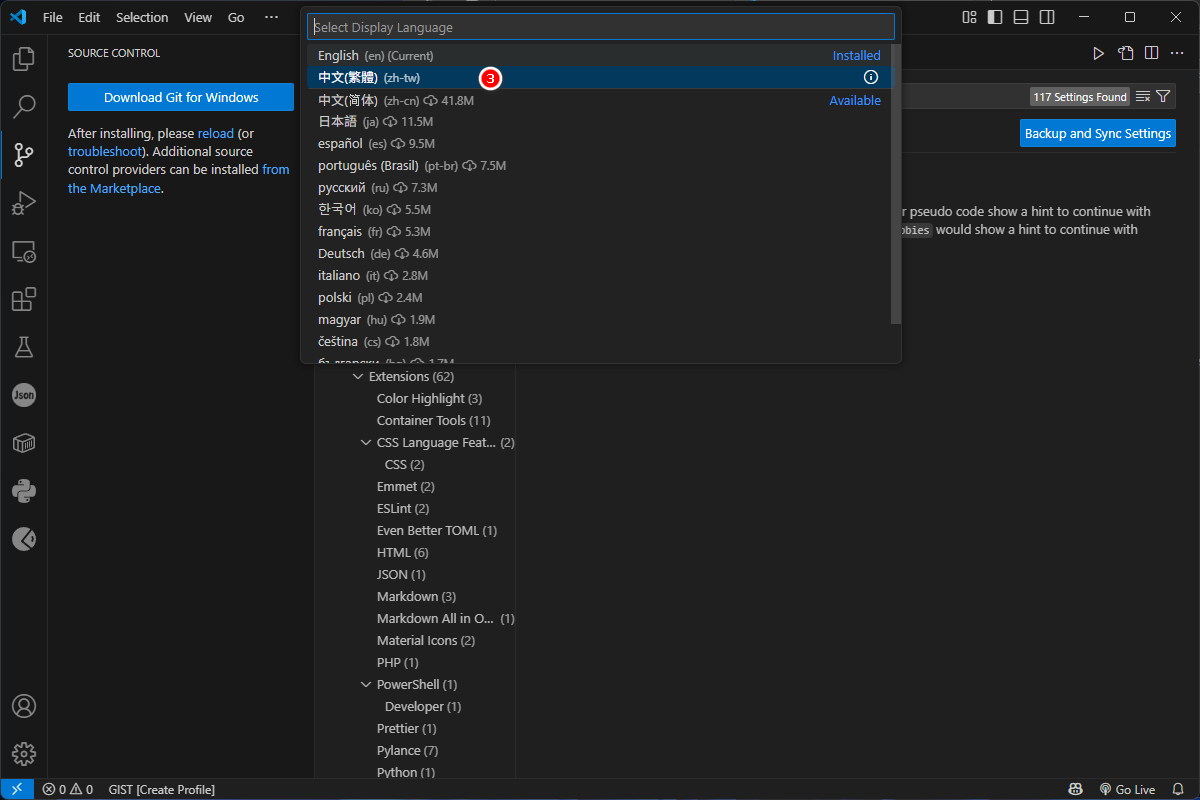 File Edit Selection View Go ···
Select Display Language
English (en) (Current) Installed
中文(繁體) (zh-tw) 3
中文(简体) (zh-cn) 41.8M Available
日本語 (ja) 11.5M
español (es) 9.5M
português (Brasil) (pt-br) 7.5M
русский (ru) 7.3M
한국어 (ko) 5.5M
français (fr) 5.3M
Deutsch (de) 4.6M
italiano (it) 2.8M
polski (pl) 2.4M
magyar (hu) 1.9M
čeština (cs) 1.8M
български (bg) 1.7M
SOURCE CONTROL
Download Git for Windows
After installing, please reload (or
troubleshoot). Additional source
control providers can be installed from
the Marketplace.
117 Settings Found
Backup and Sync Settings
r pseudo code show a hint to continue with
bbies would show a hint to continue with
Json
Extensions (62)
Color Highlight (3)
Container Tools (11)
CSS Language Feat... (2)
CSS (2)
Emmet (2)
ESLint (2)
Even Better TOML (1)
HTML (6)
JSON (1)
Markdown (3)
Markdown All in O... (1)
Material Icons (2)
PHP (1)
PowerShell (1)
Developer (1)
Prettier (1)
Pylance (7)
Python (1)
0 0 GIST [Create Profile] Go Live